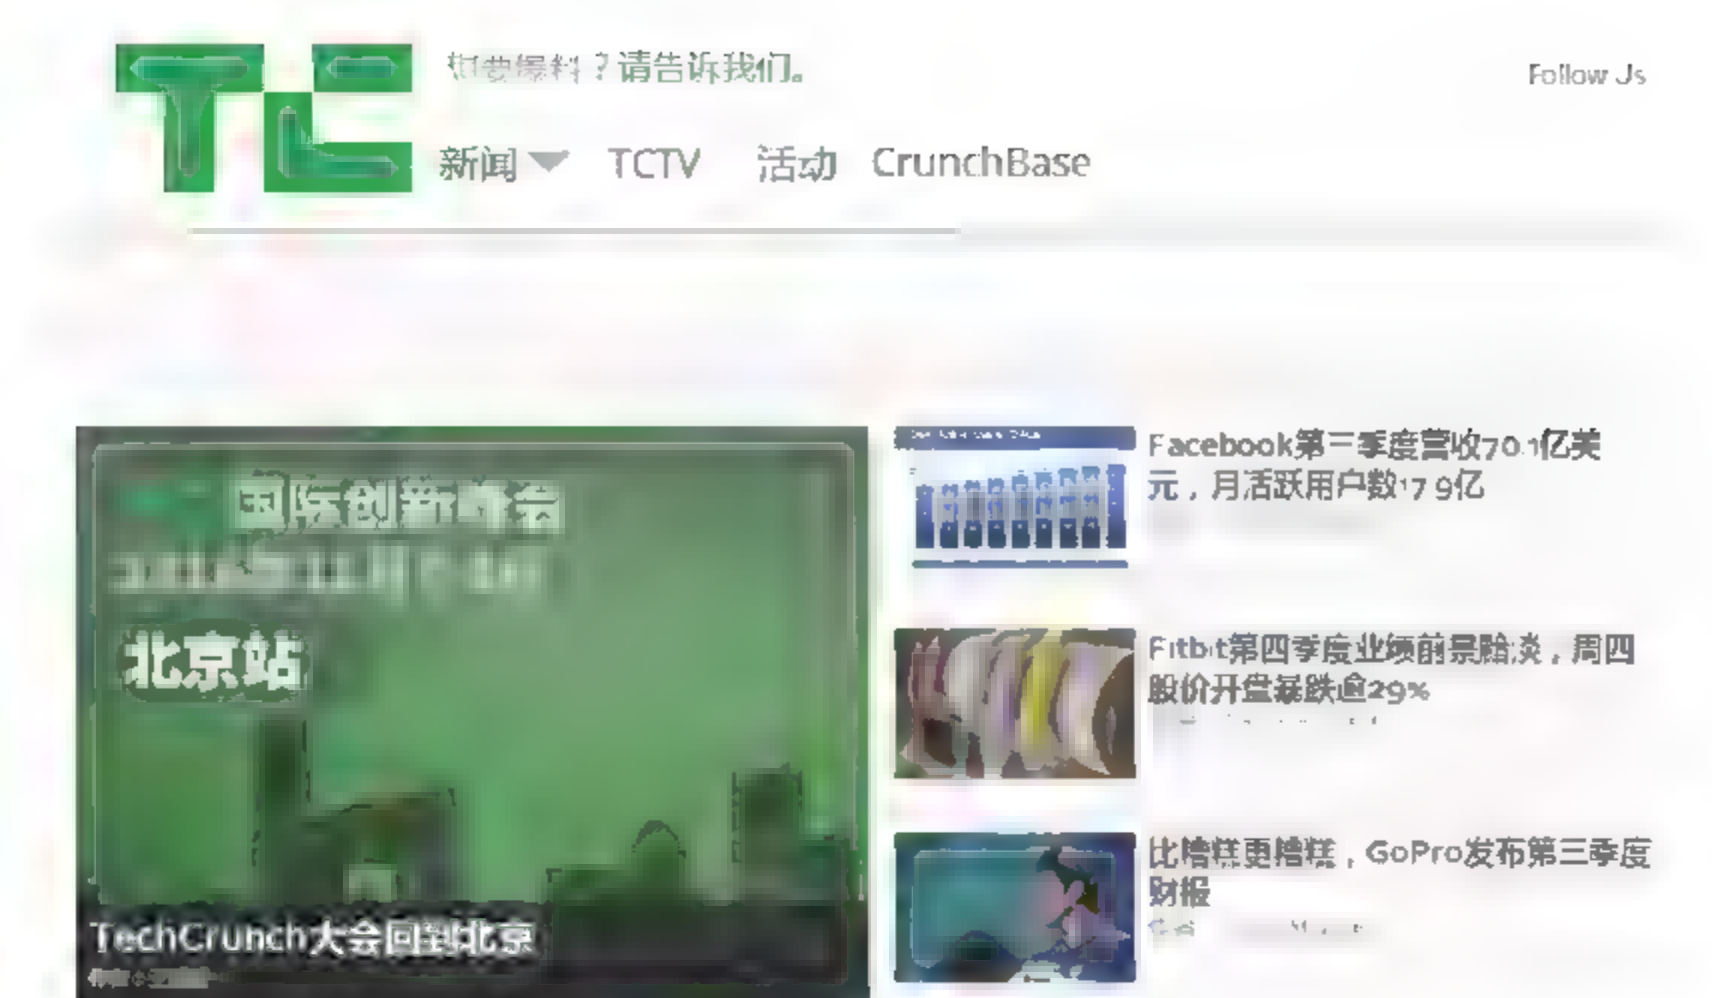 TC
想要爆料？请告诉我们。
Follow Us
新闻 TCTV 活动 CrunchBase
国际创新峰会
北京站
TechCrunch大会回到北京
Facebook第三季度营收70.1亿美
元，月活跃用户数17.9亿
Fitbit第四季度业绩前景黯淡，周四
股价开盘暴跌逾29%
比糟糕更糟糕，GoPro发布第三季度
财报